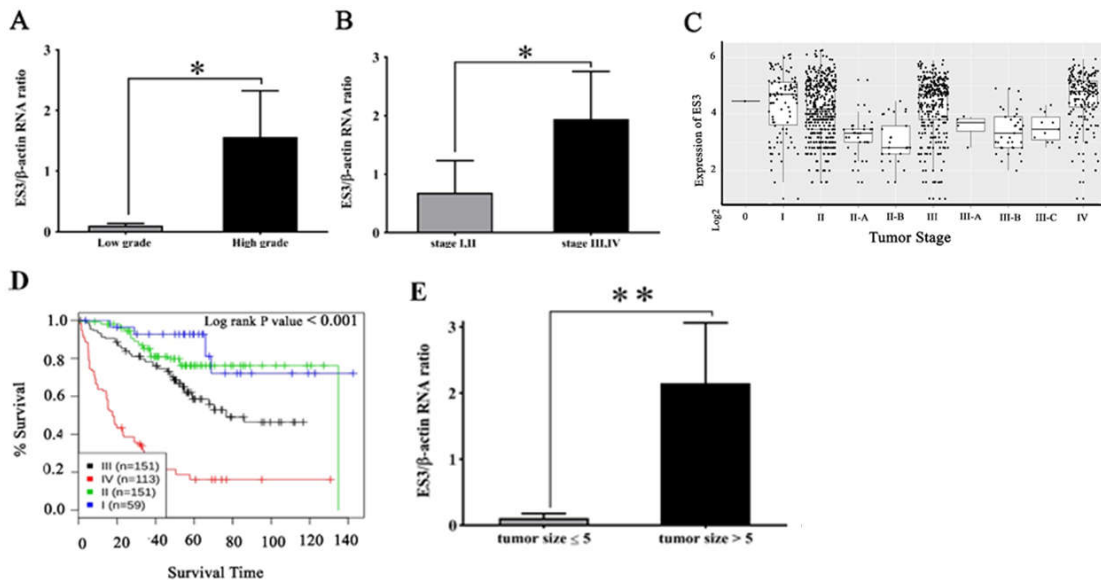 A
ES3/β-actin RNA ratio
3
2
1
0
*
Low grade
High grade
B
ES3/β-actin RNA ratio
3
2
1
0
*
stage I,II
stage III,IV
C
Expression of ES3
Log2
6
4
2
0
I
II
II-A
II-B
III
III-A
III-B
III-C
IV
Tumor Stage
D
Log rank P value < 0.001
% Survival
1.0
0.8
0.6
0.4
0.2
0.0
III (n=151)
IV (n=113)
II (n=151)
I (n=59)
0 20 40 60 80 100 120 140
Survival Time
E
ES3/β-actin RNA ratio
3
2
1
0
**
tumor size ≤ 5
tumor size > 5